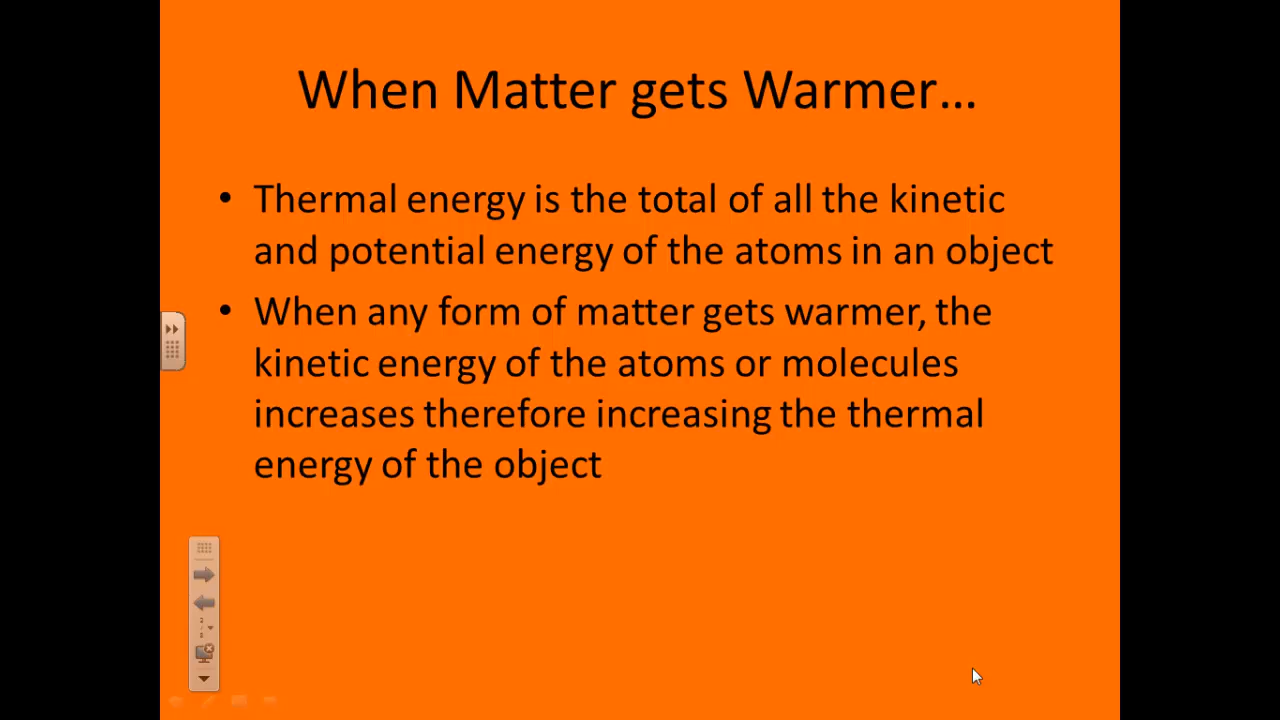 When Matter gets Warmer…
• Thermal energy is the total of all the kinetic
and potential energy of the atoms in an object
• When any form of matter gets warmer, the
kinetic energy of the atoms or molecules
increases therefore increasing the thermal
energy of the object